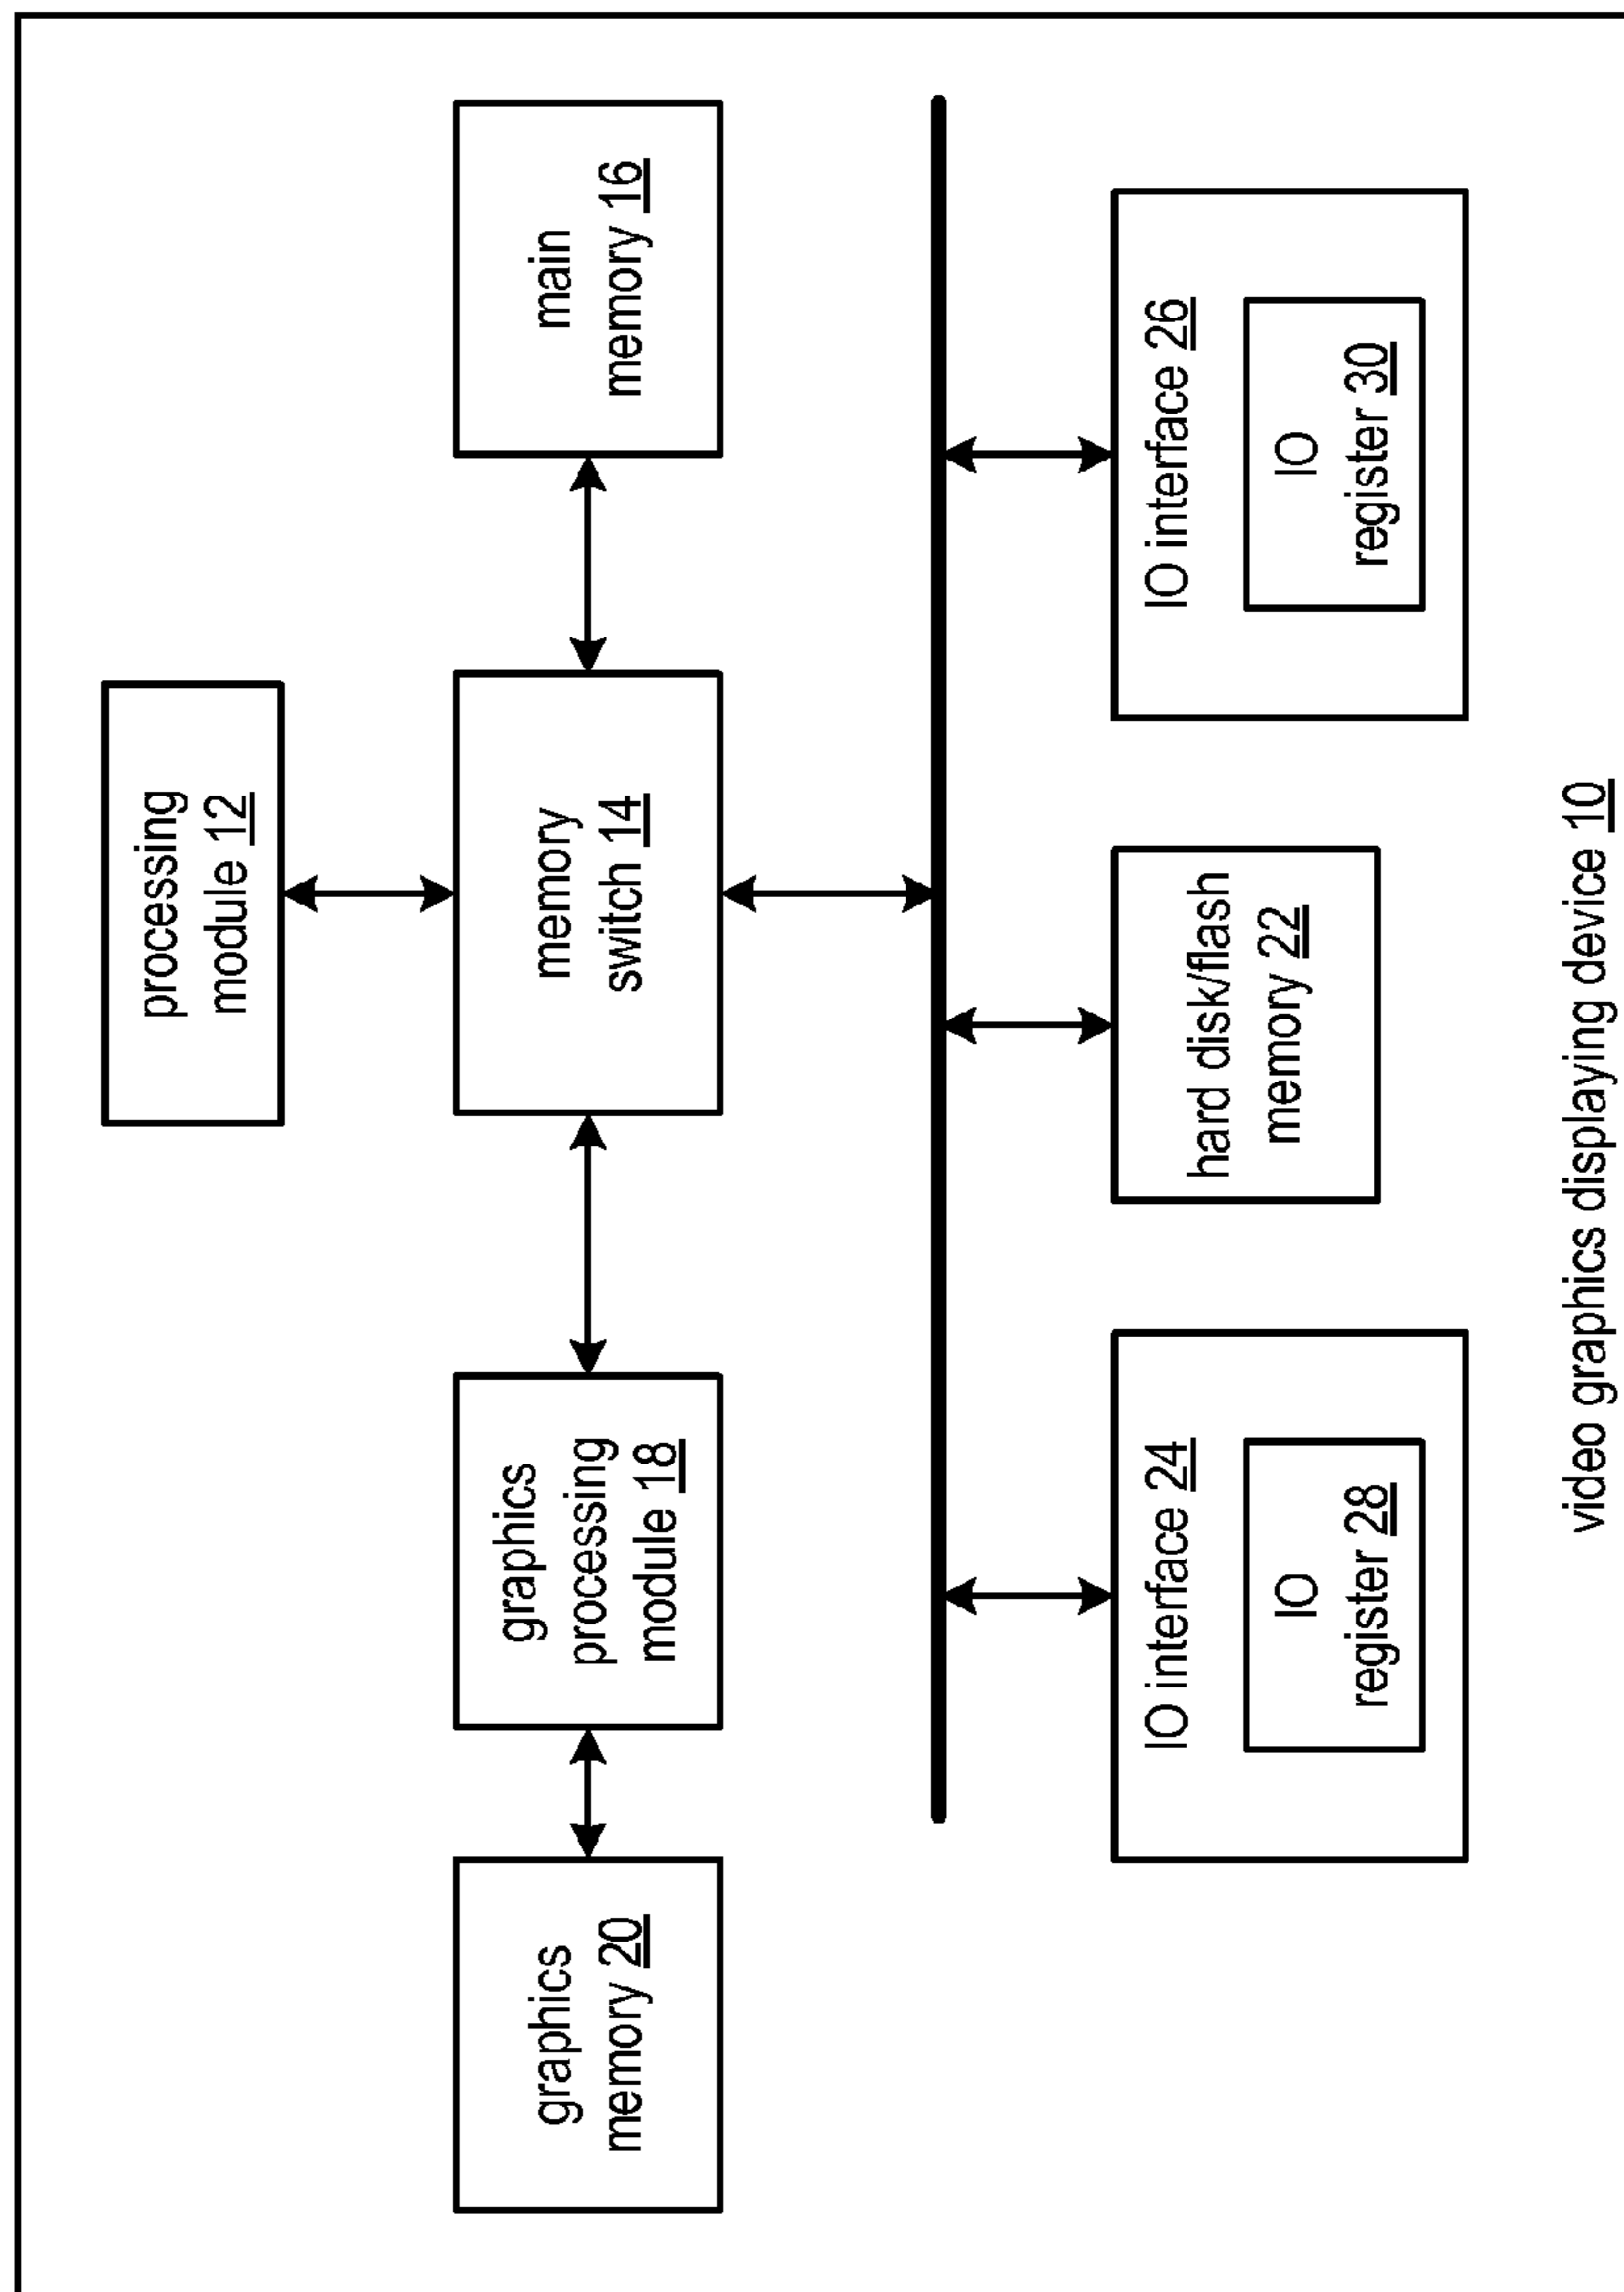 processing
module 12
graphics
memory 20
graphics
processing
module 18
memory
switch 14
main
memory 16
IO interface 24
IO
register 28
hard disk/flash
memory 22
IO interface 26
IO
register 30
video graphics displaying device 10